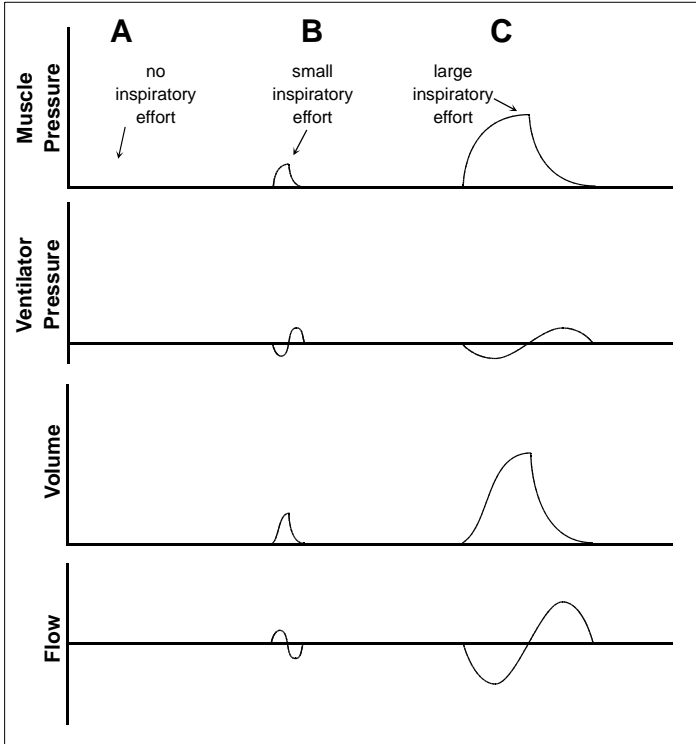 A
B
C
no
inspiratory
effort
small
inspiratory
effort
large
inspiratory
effort
Muscle
Pressure
Ventilator
Pressure
Volume
Flow